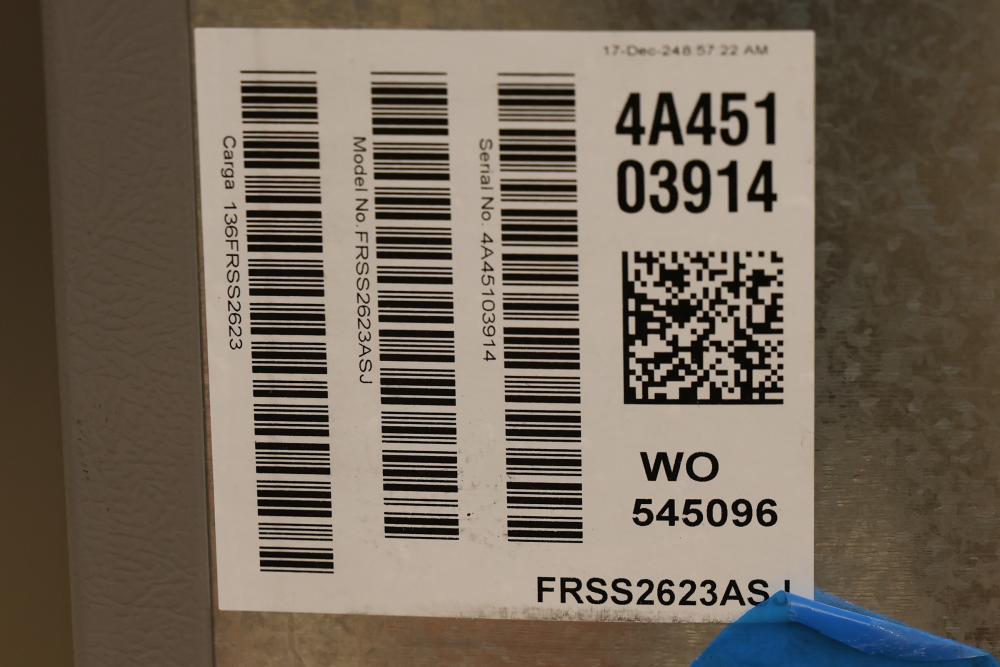 17-Dec-24 8:57:22 AM
4A451
03914
Carga 136FRSS2623
Model No. FRSS2623ASJ
Serial No. 4A45103914
WO
545096
FRSS2623ASJ